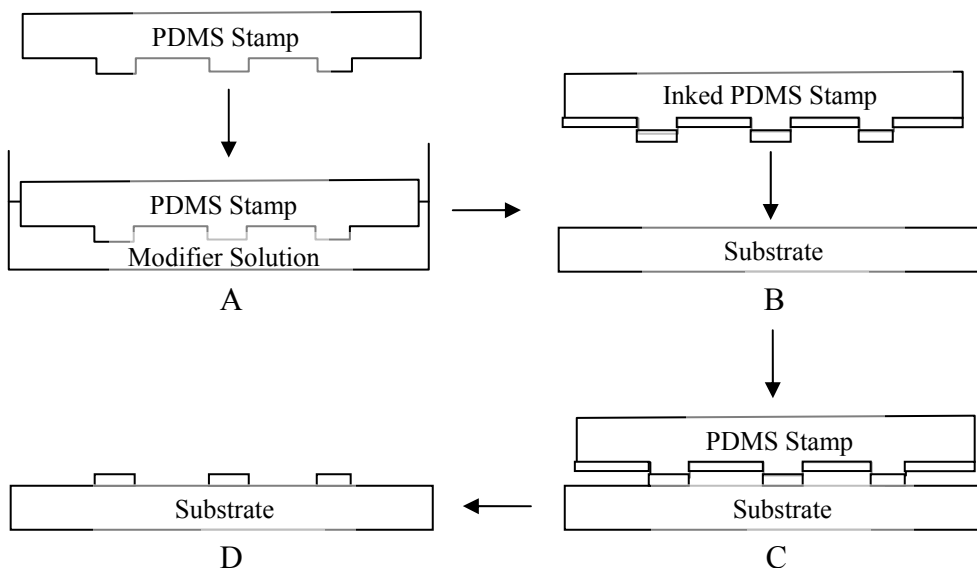 PDMS Stamp
PDMS Stamp
Modifier Solution
A
Inked PDMS Stamp
Substrate
B
PDMS Stamp
Substrate
C
Substrate
D